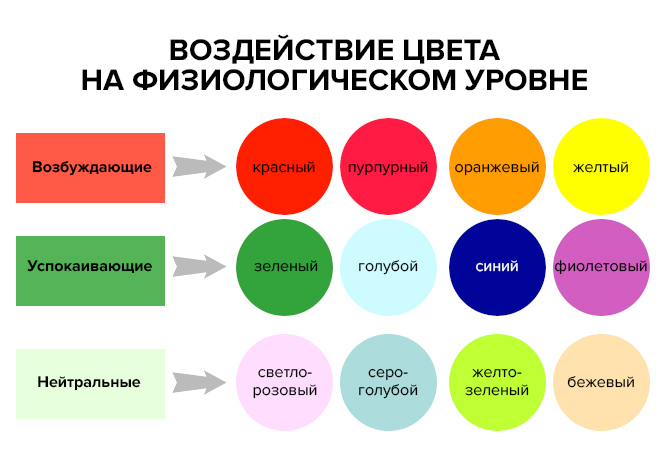 ВОЗДЕЙСТВИЕ ЦВЕТА
НА ФИЗИОЛОГИЧЕСКОМ УРОВНЕ
Возбуждающие
красный
пурпурный
оранжевый
желтый
Успокаивающие
зеленый
голубой
синий
фиолетовый
Нейтральные
светло-
розовый
серо-
голубой
желто-
зеленый
бежевый